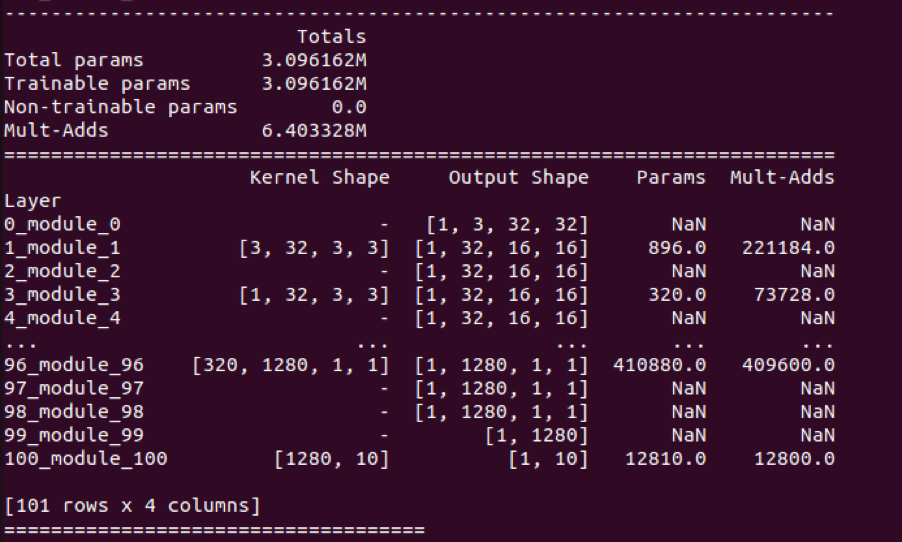 -----------------------------------------------------------------------
                         Totals
Total params          3.096162M
Trainable params      3.096162M
Non-trainable params        0.0
Mult-Adds             6.403328M
=======================================================================
                     Kernel Shape     Output Shape    Params  Mult-Adds
Layer
0_module_0                      -   [1, 3, 32, 32]       NaN        NaN
1_module_1          [3, 32, 3, 3]  [1, 32, 16, 16]     896.0   221184.0
2_module_2                      -  [1, 32, 16, 16]       NaN        NaN
3_module_3          [1, 32, 3, 3]  [1, 32, 16, 16]     320.0    73728.0
4_module_4                      -  [1, 32, 16, 16]       NaN        NaN
...                           ...              ...       ...        ...
96_module_96    [320, 1280, 1, 1]  [1, 1280, 1, 1]  410880.0   409600.0
97_module_97                    -  [1, 1280, 1, 1]       NaN        NaN
98_module_98                    -  [1, 1280, 1, 1]       NaN        NaN
99_module_99                    -        [1, 1280]       NaN        NaN
100_module_100         [1280, 10]          [1, 10]   12810.0    12800.0
[101 rows x 4 columns]
====================================